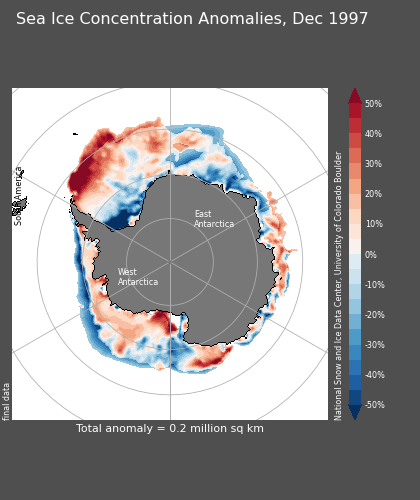 Sea Ice Concentration Anomalies, Dec 1997
South America
East
Antarctica
West
Antarctica
final data
National Snow and Ice Data Center, University of Colorado Boulder
50%
40%
30%
20%
10%
0%
-10%
-20%
-30%
-40%
-50%
Total anomaly = 0.2 million sq km